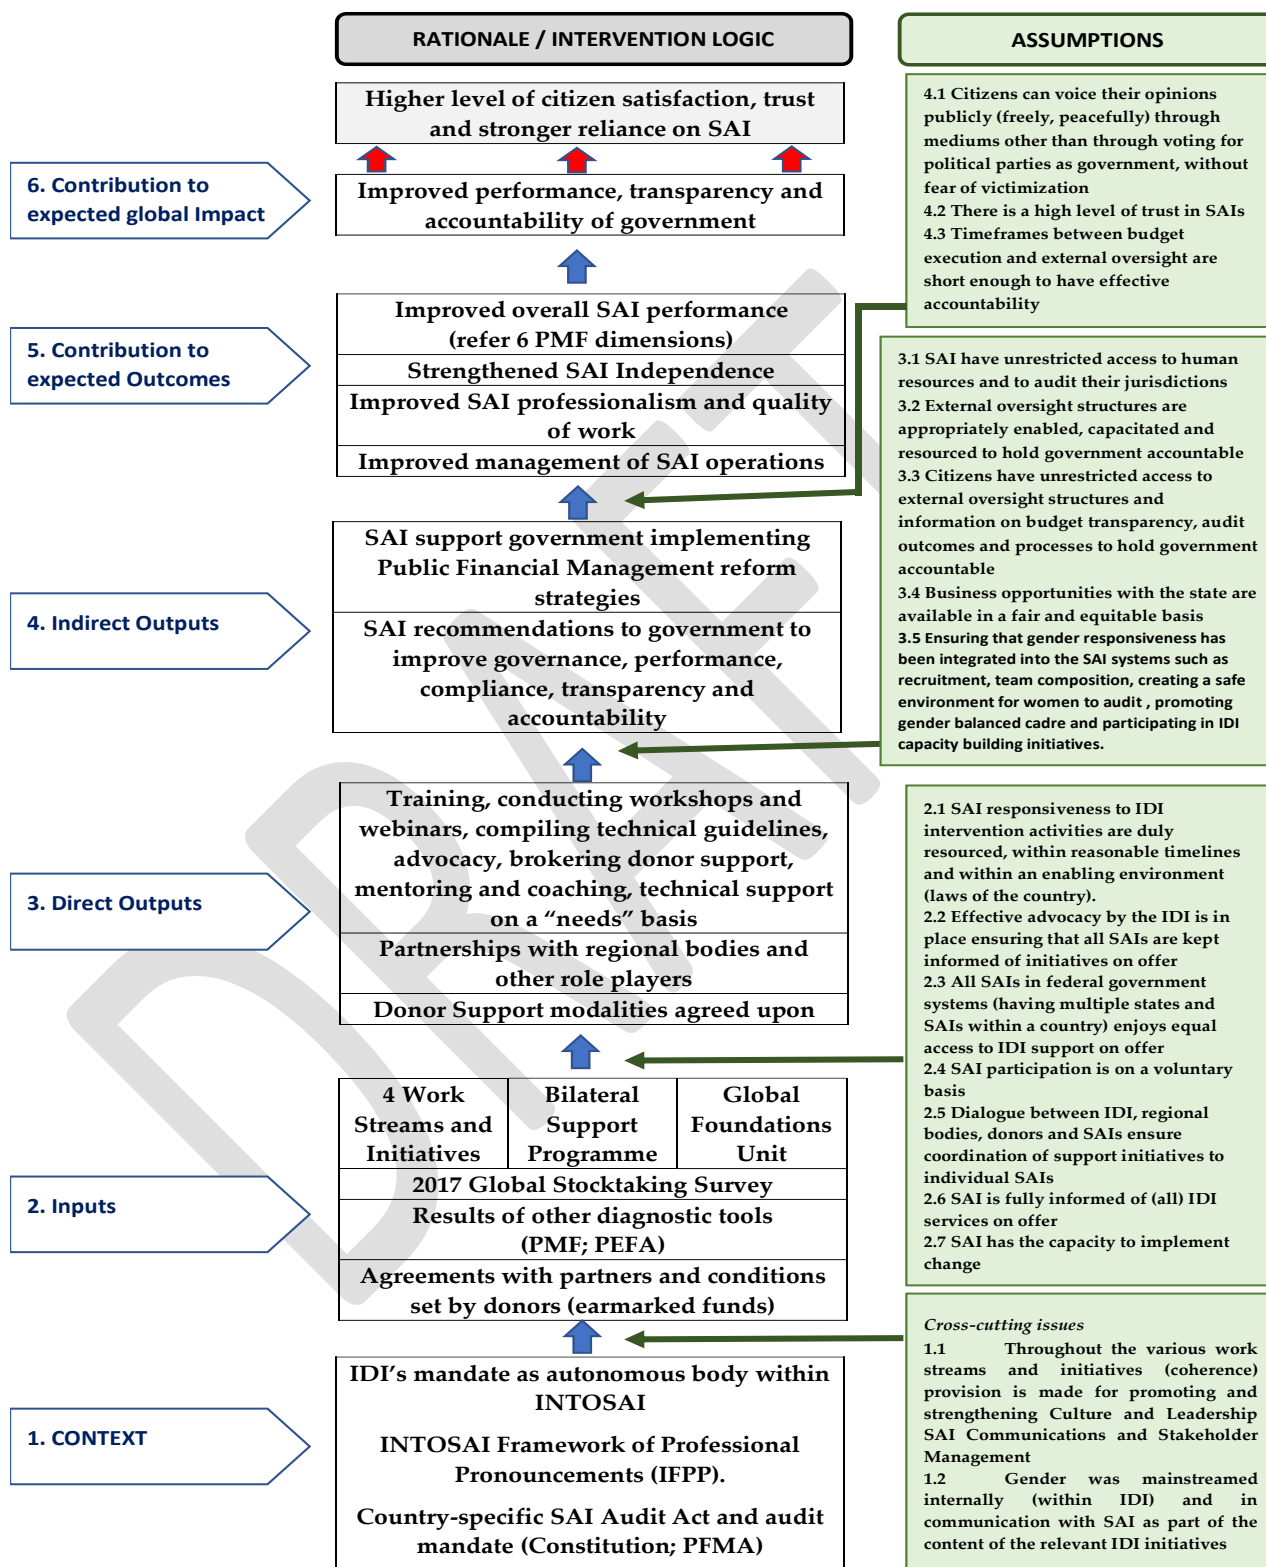 RATIONALE / INTERVENTION LOGIC
ASSUMPTIONS
Higher level of citizen satisfaction, trust
and stronger reliance on SAI
6. Contribution to
expected global Impact
Improved performance, transparency and
accountability of government
4.1 Citizens can voice their opinions
publicly (freely, peacefully) through
mediums other than through voting for
political parties as government, without
fear of victimization
4.2 There is a high level of trust in SAIs
4.3 Timeframes between budget
execution and external oversight are
short enough to have effective
accountability
5. Contribution to
expected Outcomes
Improved overall SAI performance
(refer 6 PMF dimensions)
Strengthened SAI Independence
Improved SAI professionalism and quality
of work
Improved management of SAI operations
3.1 SAI have unrestricted access to human
resources and to audit their jurisdictions
3.2 External oversight structures are
appropriately enabled, capacitated and
resourced to hold government accountable
3.3 Citizens have unrestricted access to
external oversight structures and
information on budget transparency, audit
outcomes and processes to hold government
accountable
3.4 Business opportunities with the state are
available in a fair and equitable basis
3.5 Ensuring that gender responsiveness has
been integrated into the SAI systems such as
recruitment, team composition, creating a safe
environment for women to audit , promoting
gender balanced cadre and participating in IDI
capacity building initiatives.
4. Indirect Outputs
SAI support government implementing
Public Financial Management reform
strategies
SAI recommendations to government to
improve governance, performance,
compliance, transparency and
accountability
3. Direct Outputs
Training, conducting workshops and
webinars, compiling technical guidelines,
advocacy, brokering donor support,
mentoring and coaching, technical support
on a “needs” basis
Partnerships with regional bodies and
other role players
Donor Support modalities agreed upon
2.1 SAI responsiveness to IDI
intervention activities are duly
resourced, within reasonable timelines
and within an enabling environment
(laws of the country).
2.2 Effective advocacy by the IDI is in
place ensuring that all SAIs are kept
informed of initiatives on offer
2.3 All SAIs in federal government
systems (having multiple states and
SAIs within a country) enjoys equal
access to IDI support on offer
2.4 SAI participation is on a voluntary
basis
2.5 Dialogue between IDI, regional
bodies, donors and SAIs ensure
coordination of support initiatives to
individual SAIs
2.6 SAI is fully informed of (all) IDI
services on offer
2.7 SAI has the capacity to implement
change
2. Inputs
4 Work
Streams and
Initiatives
Bilateral
Support
Programme
Global
Foundations
Unit
2017 Global Stocktaking Survey
Results of other diagnostic tools
(PMF; PEFA)
Agreements with partners and conditions
set by donors (earmarked funds)
1. CONTEXT
IDI’s mandate as autonomous body within
INTOSAI
INTOSAI Framework of Professional
Pronouncements (IFPP).
Country-specific SAI Audit Act and audit
mandate (Constitution; PFMA)
Cross-cutting issues
1.1 Throughout the various work
streams and initiatives (coherence)
provision is made for promoting and
strengthening Culture and Leadership
SAI Communications and Stakeholder
Management
1.2 Gender was mainstreamed
internally (within IDI) and in
communication with SAI as part of the
content of the relevant IDI initiatives
DRAFT